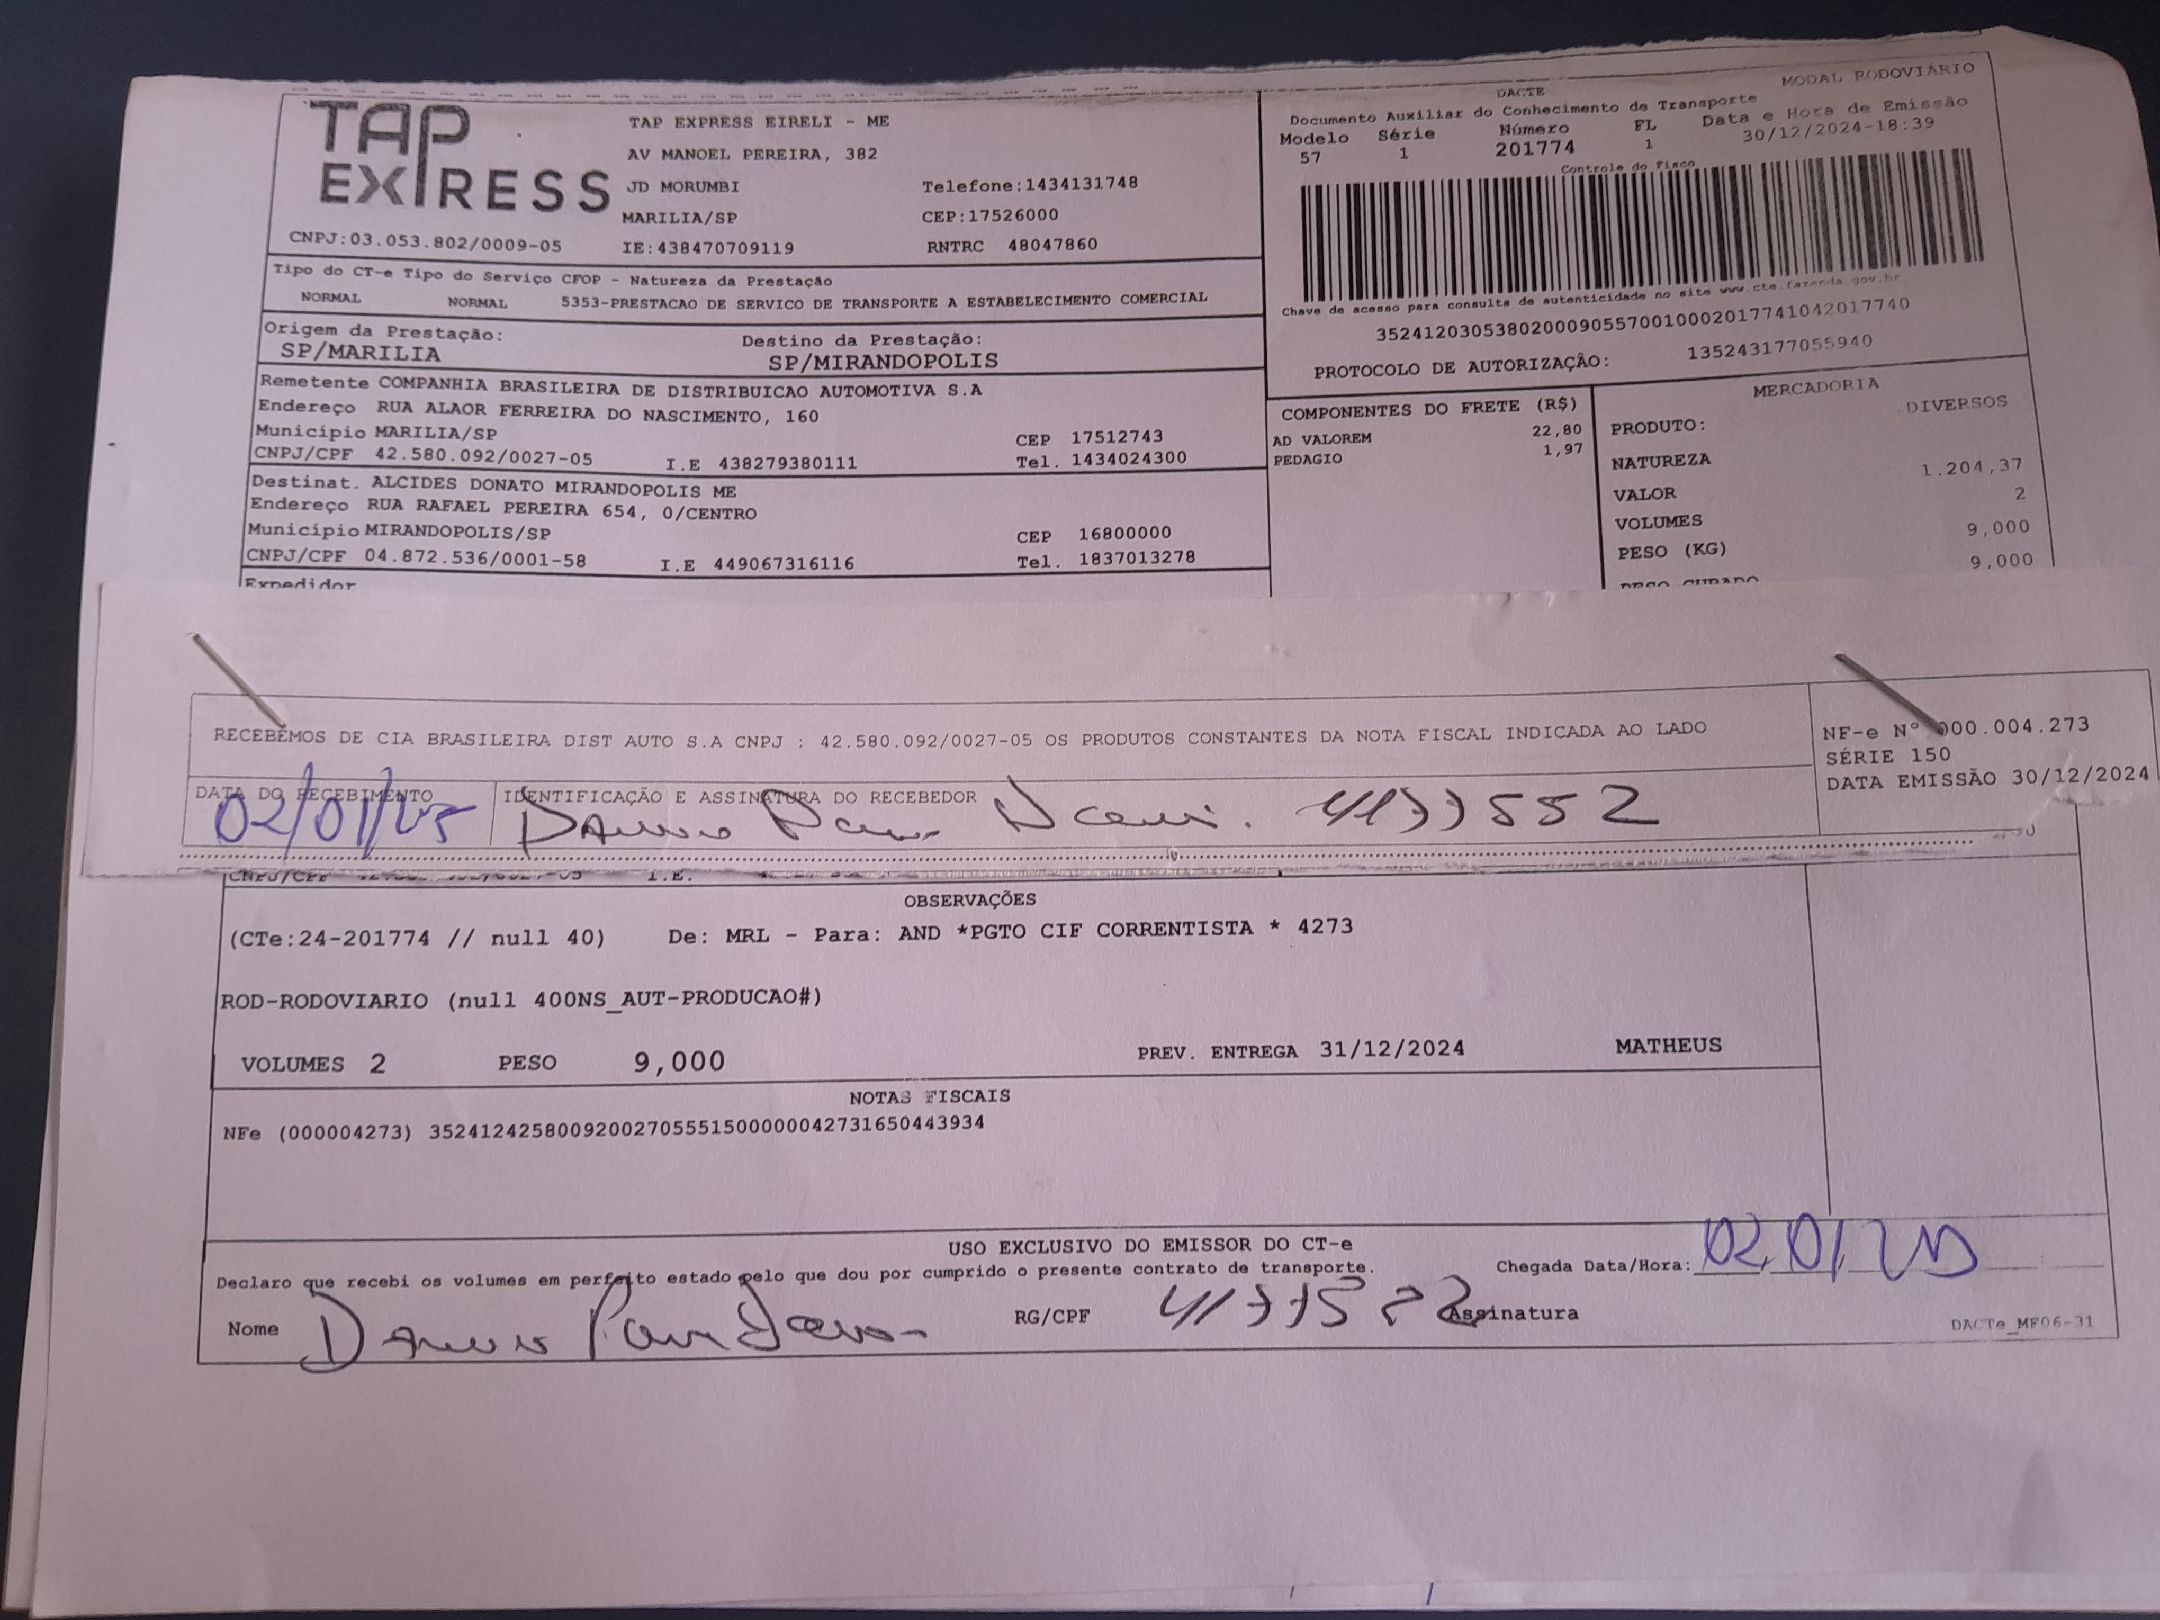 TAP EXPRESS
TAP EXPRESS EIRELI - ME
AV MANOEL PEREIRA, 382
JD MORUMBI Telefone:1434131748
MARILIA/SP CEP:17526000
CNPJ:03.053.802/0009-05 IE:438470709119 RNTRC 48047860
Tipo do CT-e Tipo do Serviço CFOP - Natureza da Prestação
NORMAL NORMAL 5353-PRESTACAO DE SERVICO DE TRANSPORTE A ESTABELECIMENTO COMERCIAL
Origem da Prestação: Destino da Prestação:
SP/MARILIA SP/MIRANDOPOLIS
Remetente COMPANHIA BRASILEIRA DE DISTRIBUICAO AUTOMOTIVA S.A
Endereço RUA ALAOR FERREIRA DO NASCIMENTO, 160
Município MARILIA/SP CEP 17512743
CNPJ/CPF 42.580.092/0027-05 I.E 438279380111 Tel. 1434024300
Destinat. ALCIDES DONATO MIRANDOPOLIS ME
Endereço RUA RAFAEL PEREIRA 654, 0/CENTRO
Município MIRANDOPOLIS/SP CEP 16800000
CNPJ/CPF 04.872.536/0001-58 I.E 449067316116 Tel. 1837013278
Expedidor
MODAL RODOVIÁRIO
DACTE
Documento Auxiliar do Conhecimento de Transporte
Modelo Série Número FL Data e Hora de Emissão
57 1 201774 1 30/12/2024-18:39
Controle do Fisco
Chave de acesso para consulta de autenticidade no site www.cte.fazenda.gov.br
35241203053802000905570010002017741042017740
PROTOCOLO DE AUTORIZAÇÃO: 135243177055940
COMPONENTES DO FRETE (R$)
AD VALOREM 22,80
PEDAGIO 1,97
MERCADORIA
PRODUTO: DIVERSOS
NATUREZA
VALOR 1.204,37
VOLUMES 2
PESO (KG) 9,000
PESO CUBADO 9,000
RECEBEMOS DE CIA BRASILEIRA DIST AUTO S.A CNPJ : 42.580.092/0027-05 OS PRODUTOS CONSTANTES DA NOTA FISCAL INDICADA AO LADO
NF-e Nº 000.004.273
SÉRIE 150
DATA EMISSÃO 30/12/2024
DATA DO RECEBIMENTO IDENTIFICAÇÃO E ASSINATURA DO RECEBEDOR
02/01/25 41777552
CNPJ/CPF I.E.
OBSERVAÇÕES
(CTe:24-201774 // null 40) De: MRL - Para: AND *PGTO CIF CORRENTISTA * 4273
ROD-RODOVIARIO (null 400NS_AUT-PRODUCAO#)
VOLUMES 2 PESO 9,000 PREV. ENTREGA 31/12/2024 MATHEUS
NOTAS FISCAIS
NFe (000004273) 35241242580092002705551500000042731650443934
USO EXCLUSIVO DO EMISSOR DO CT-e
Declaro que recebi os volumes em perfeito estado pelo que dou por cumprido o presente contrato de transporte. Chegada Data/Hora: 02/01/25
Nome RG/CPF Assinatura
DACTe_MF06-31